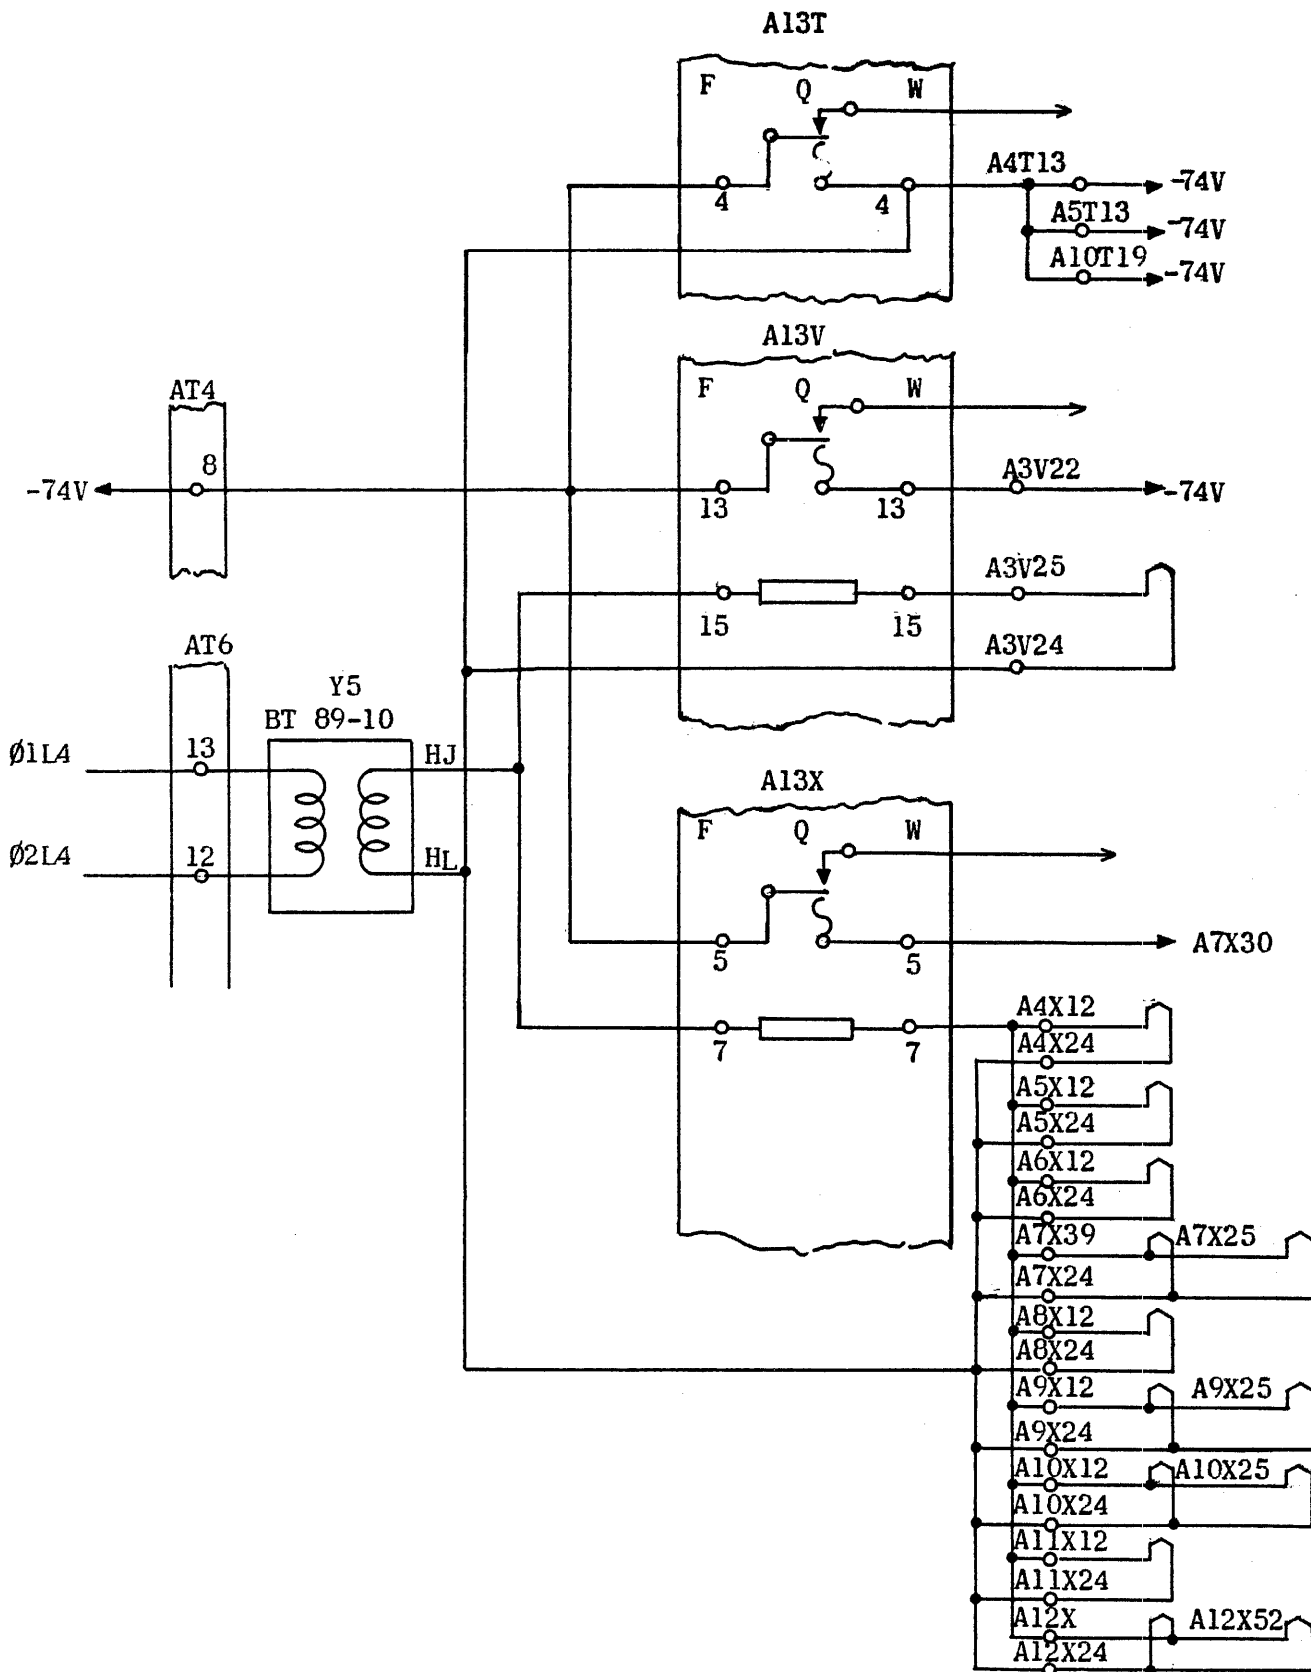 A13T
F Q W
4 4
A4T13 -74V
A5T13 -74V
A10T19 -74V
A13V
F Q W
AT4
8
-74V
13 13
A3V22 -74V
A3V25
15 15
A3V24
AT6
Y5
BT 89-10
Ø1L4 13 HJ
Ø2L4 12 HL
A13X
F Q W
5 5
A7X30
7 7
A4X12
A4X24
A5X12
A5X24
A6X12
A6X24
A7X39 A7X25
A7X24
A8X12
A8X24
A9X12 A9X25
A9X24
A10X12 A10X25
A10X24
A11X12
A11X24
A12X A12X52
A12X24